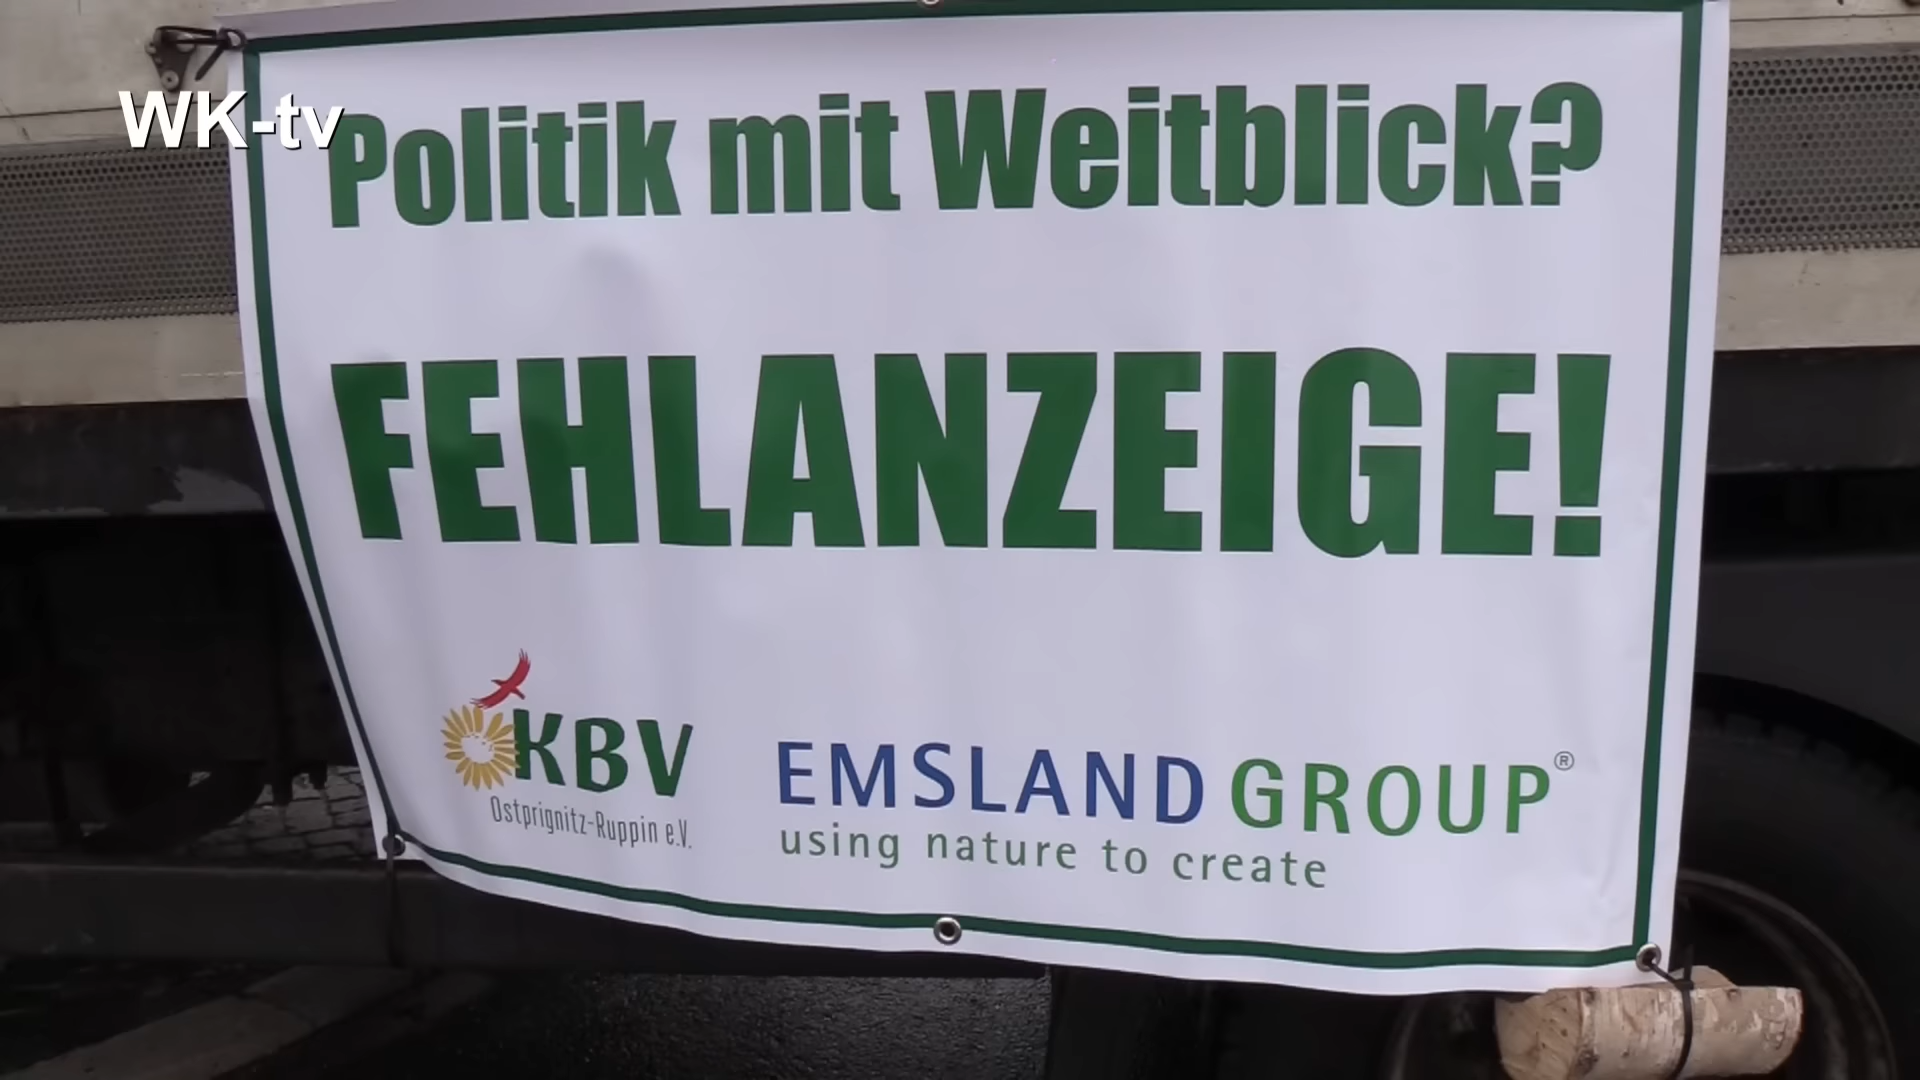 WK-tv
Politik mit Weitblick?
FEHLANZEIGE!
KBV
Ostprignitz-Ruppin e.V.
EMSLAND GROUP®
using nature to create